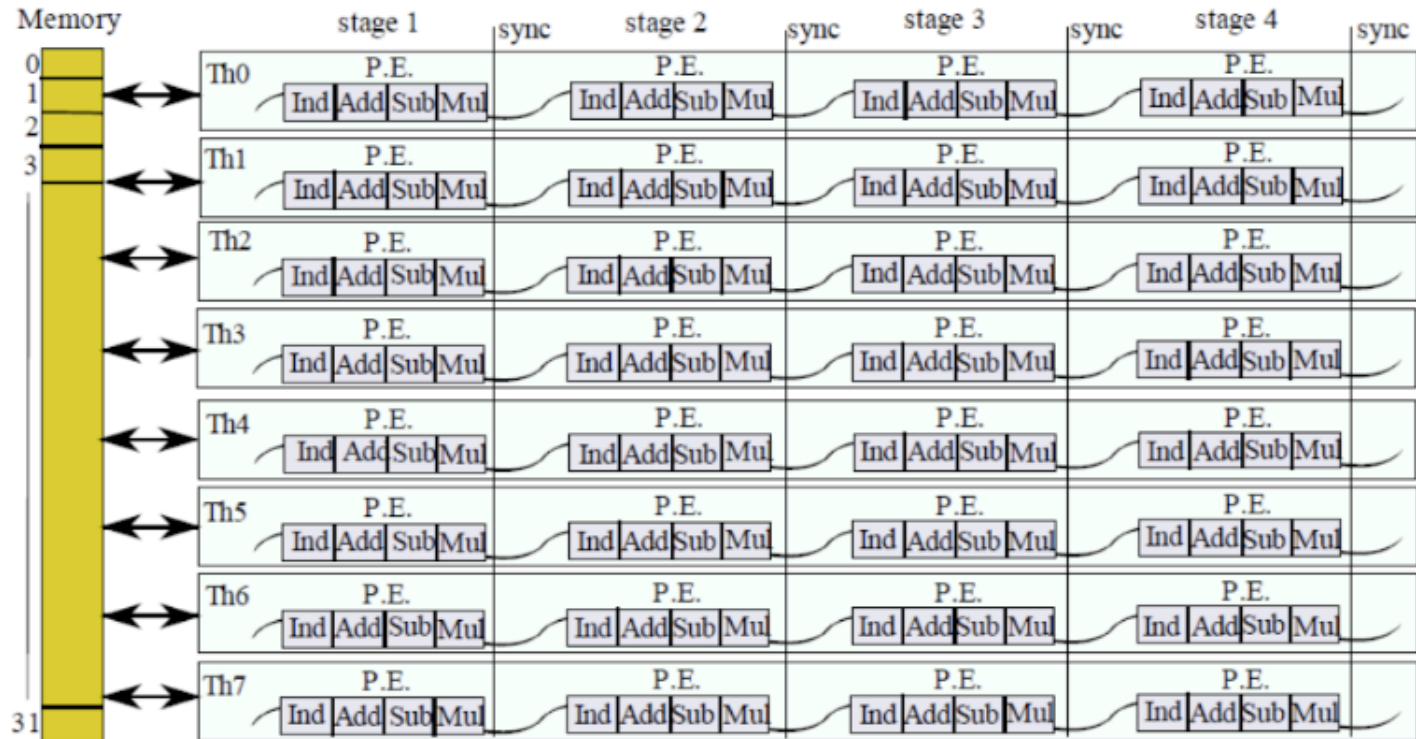 Memory stage 1 sync stage 2 sync stage 3 sync stage 4 sync
0
1
2
3
31
Th0 P.E. P.E. P.E. P.E.
Ind Add Sub Mul Ind Add Sub Mul Ind Add Sub Mul Ind Add Sub Mul
Th1 P.E. P.E. P.E. P.E.
Ind Add Sub Mul Ind Add Sub Mul Ind Add Sub Mul Ind Add Sub Mul
Th2 P.E. P.E. P.E. P.E.
Ind Add Sub Mul Ind Add Sub Mul Ind Add Sub Mul Ind Add Sub Mul
Th3 P.E. P.E. P.E. P.E.
Ind Add Sub Mul Ind Add Sub Mul Ind Add Sub Mul Ind Add Sub Mul
Th4 P.E. P.E. P.E. P.E.
Ind Add Sub Mul Ind Add Sub Mul Ind Add Sub Mul Ind Add Sub Mul
Th5 P.E. P.E. P.E. P.E.
Ind Add Sub Mul Ind Add Sub Mul Ind Add Sub Mul Ind Add Sub Mul
Th6 P.E. P.E. P.E. P.E.
Ind Add Sub Mul Ind Add Sub Mul Ind Add Sub Mul Ind Add Sub Mul
Th7 P.E. P.E. P.E. P.E.
Ind Add Sub Mul Ind Add Sub Mul Ind Add Sub Mul Ind Add Sub Mul